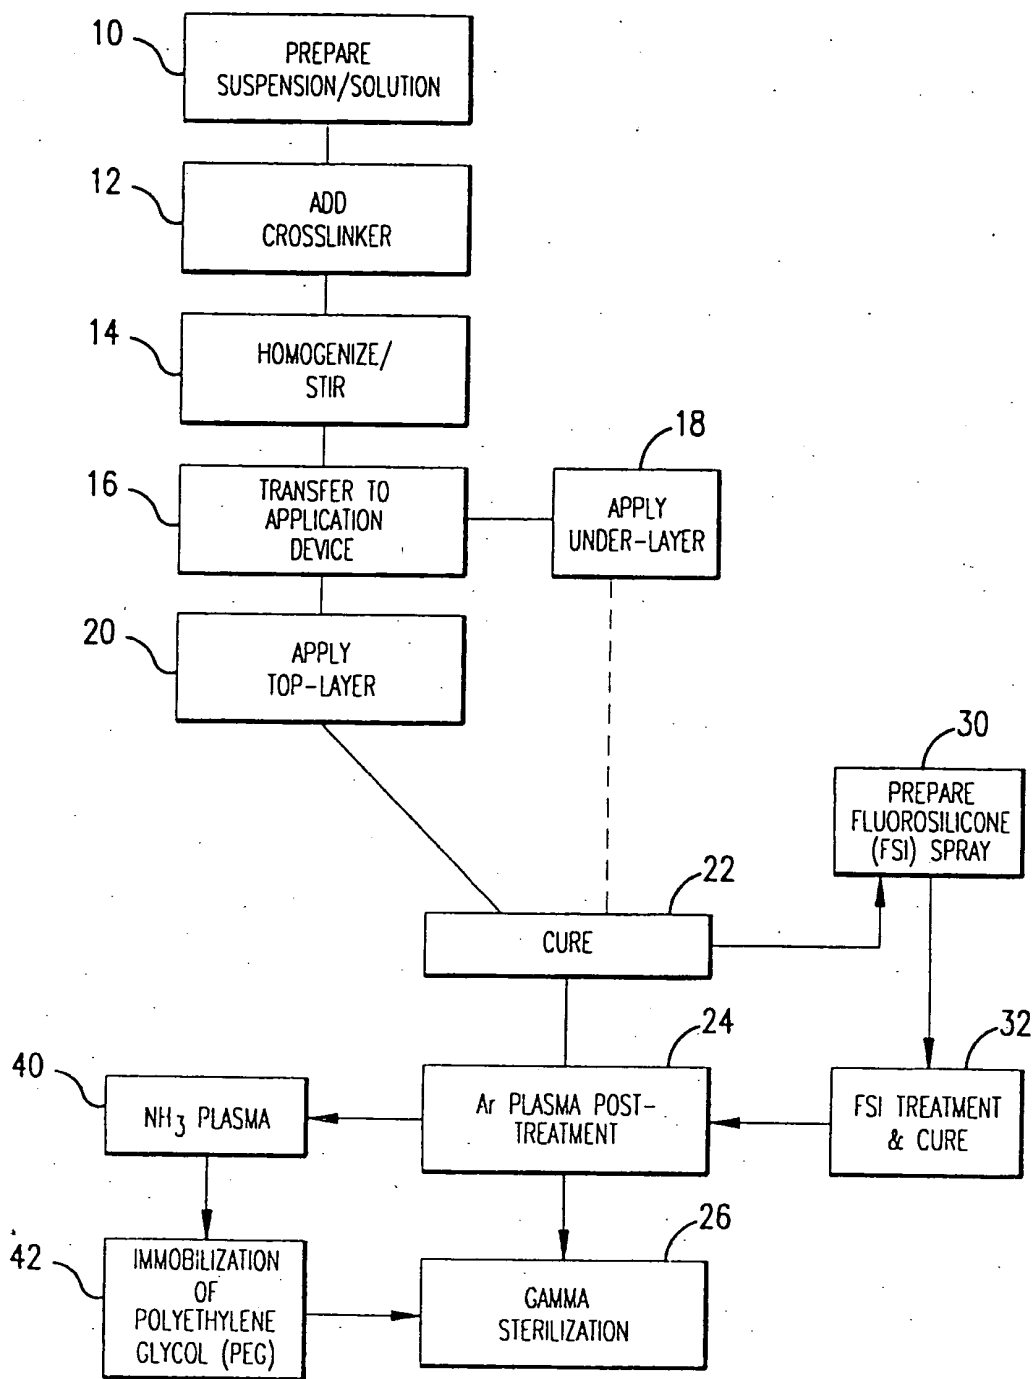 10
PREPARE
SUSPENSION/SOLUTION
12
ADD
CROSSLINKER
14
HOMOGENIZE/
STIR
16
TRANSFER TO
APPLICATION
DEVICE
18
APPLY
UNDER-LAYER
20
APPLY
TOP-LAYER
30
PREPARE
FLUOROSILICONE
(FSI) SPRAY
22
CURE
24
Ar PLASMA POST-
TREATMENT
32
FSI TREATMENT
& CURE
40
NH3 PLASMA
42
IMMOBILIZATION
OF
POLYETHYLENE
GLYCOL (PEG)
26
GAMMA
STERILIZATION